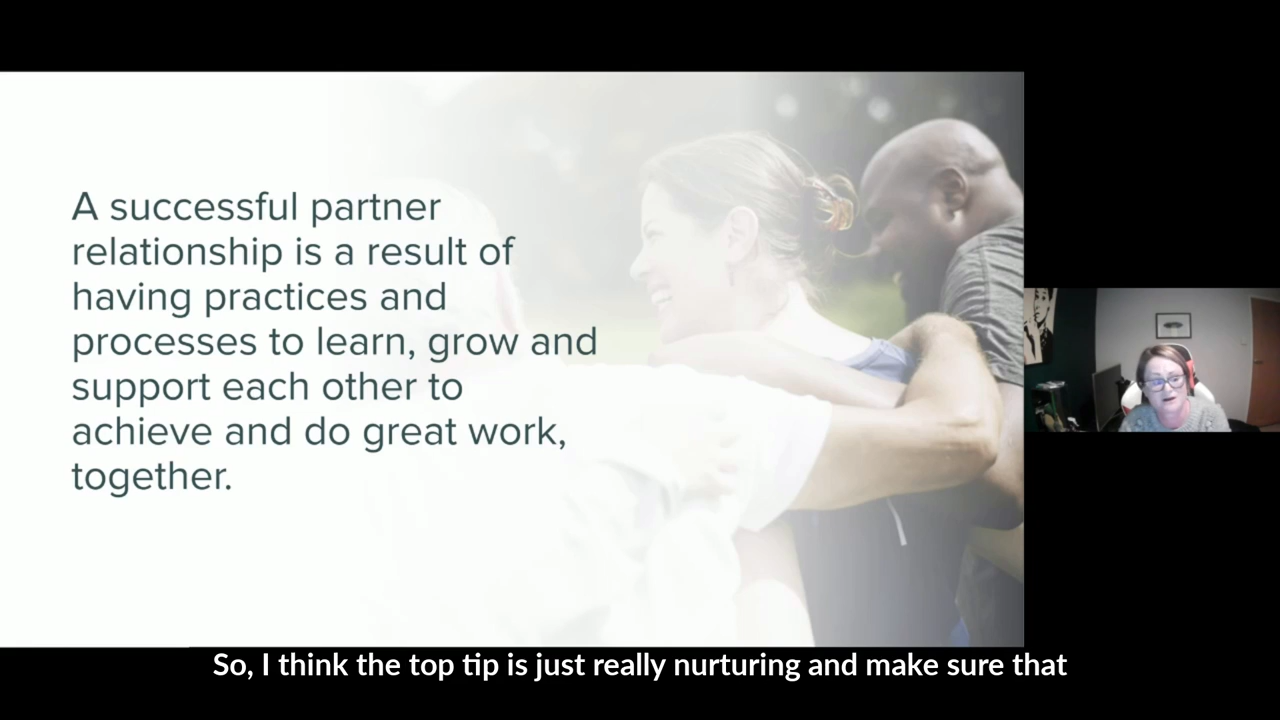 A successful partner
relationship is a result of
having practices and
processes to learn, grow and
support each other to
achieve and do great work,
together.
So, I think the top tip is just really nurturing and make sure that